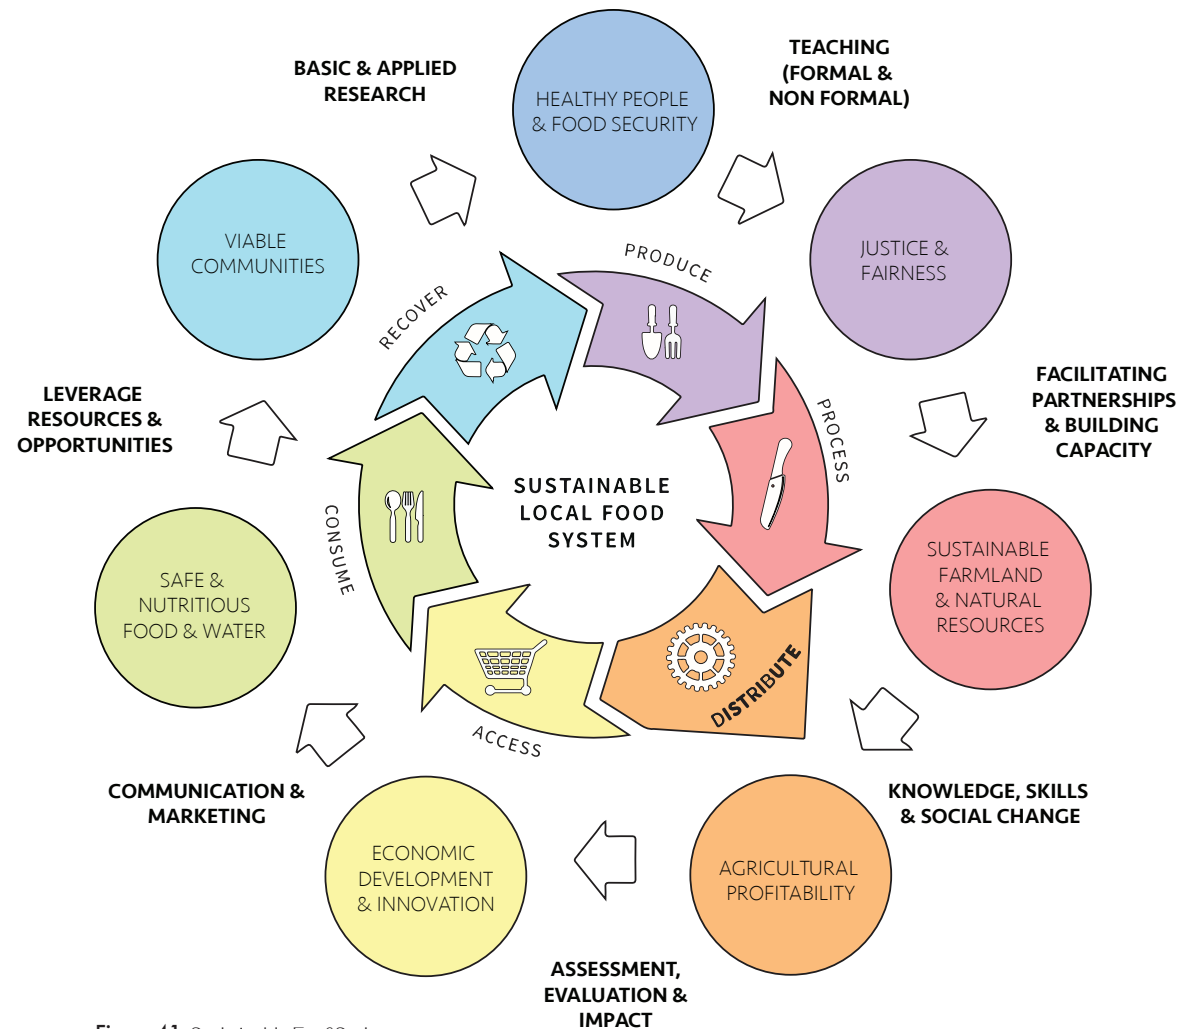 BASIC & APPLIED
RESEARCH
HEALTHY PEOPLE
& FOOD SECURITY
TEACHING
(FORMAL &
NON FORMAL)
VIABLE
COMMUNITIES
JUSTICE &
FAIRNESS
RECOVER
PRODUCE
LEVERAGE
RESOURCES &
OPPORTUNITIES
FACILITATING
PARTNERSHIPS
& BUILDING
CAPACITY
PROCESS
SUSTAINABLE
LOCAL FOOD
SYSTEM
CONSUME
SAFE &
NUTRITIOUS
FOOD & WATER
SUSTAINABLE
FARMLAND
& NATURAL
RESOURCES
DISTRIBUTE
ACCESS
COMMUNICATION &
MARKETING
KNOWLEDGE, SKILLS
& SOCIAL CHANGE
ECONOMIC
DEVELOPMENT
& INNOVATION
AGRICULTURAL
PROFITABILITY
ASSESSMENT,
EVALUATION &
IMPACT